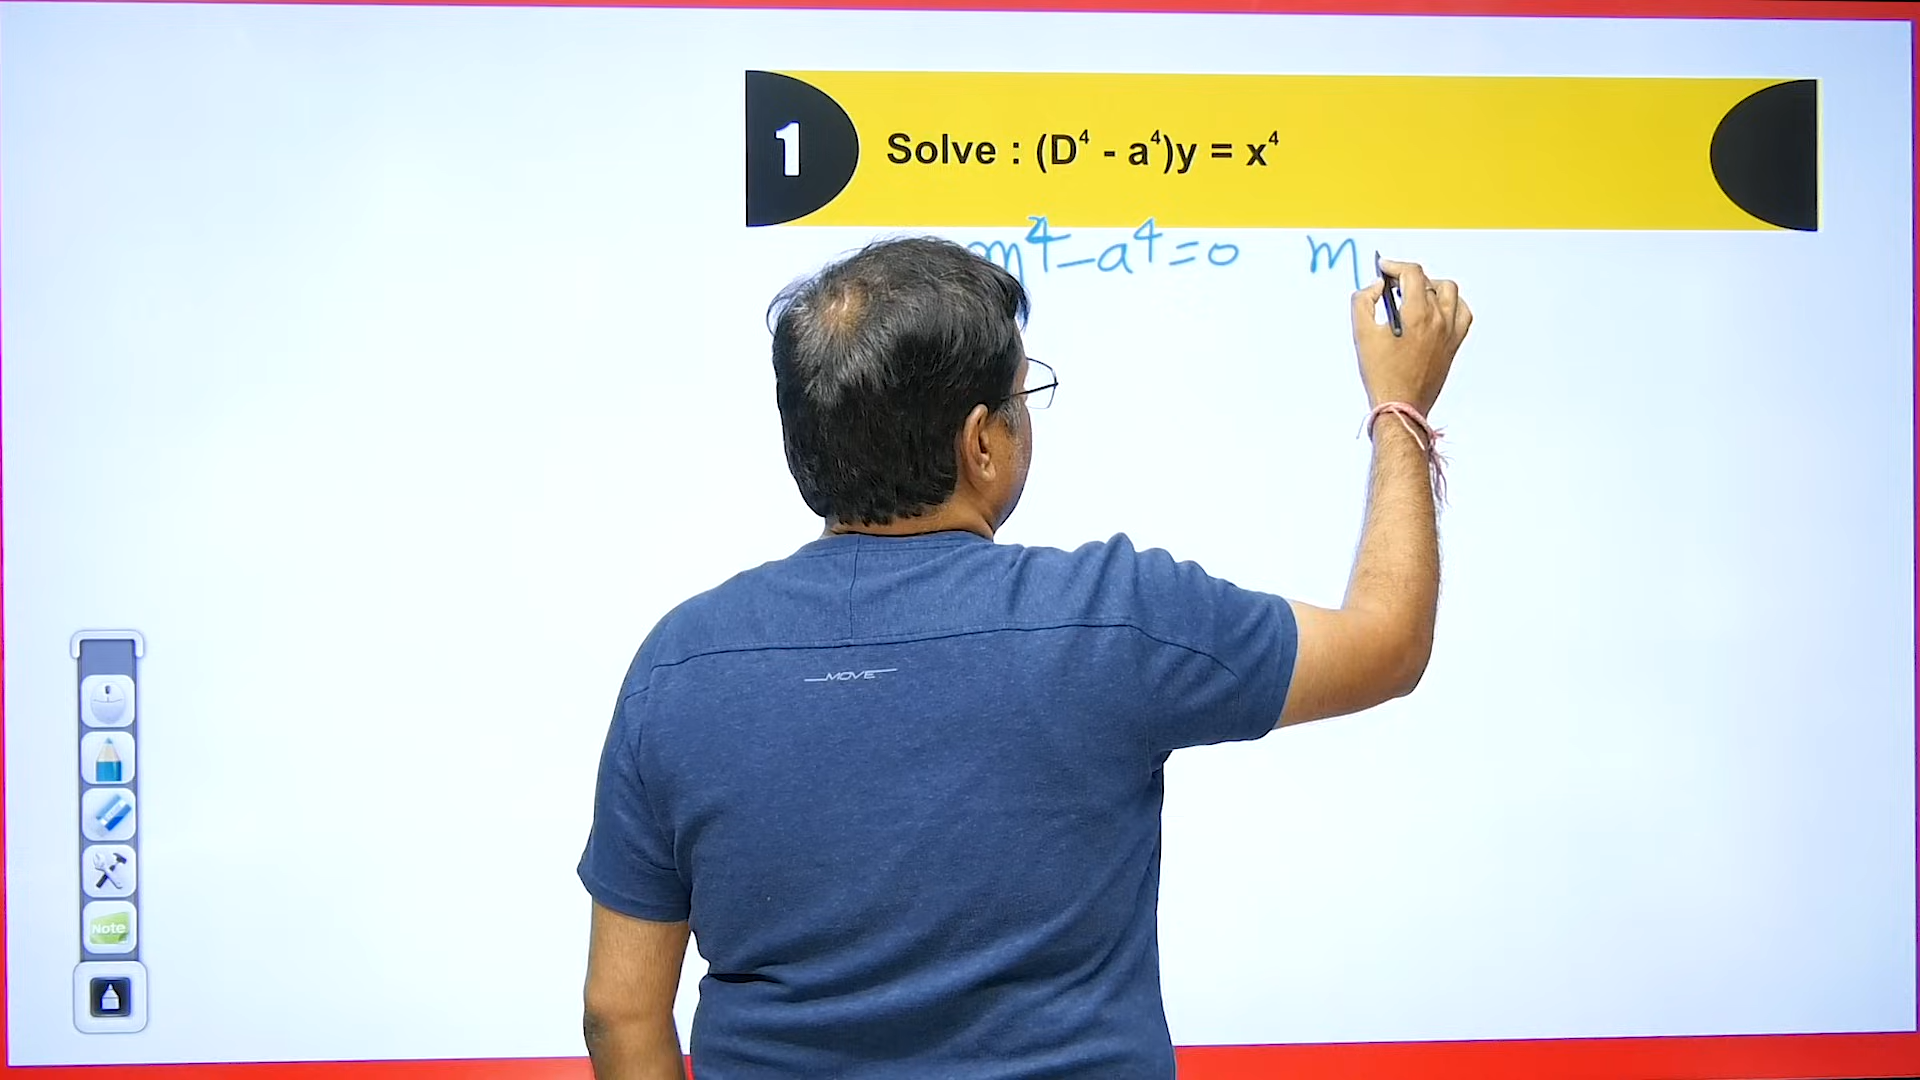 1
Solve : (D⁴ - a⁴)y = x⁴
m⁴-a⁴=0 m
MOVE
Note